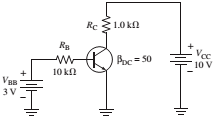 R_C 1.0 kΩ
R_B
10 kΩ
β_DC = 50
V_BB + 3 V −
+ V_CC 10 V −